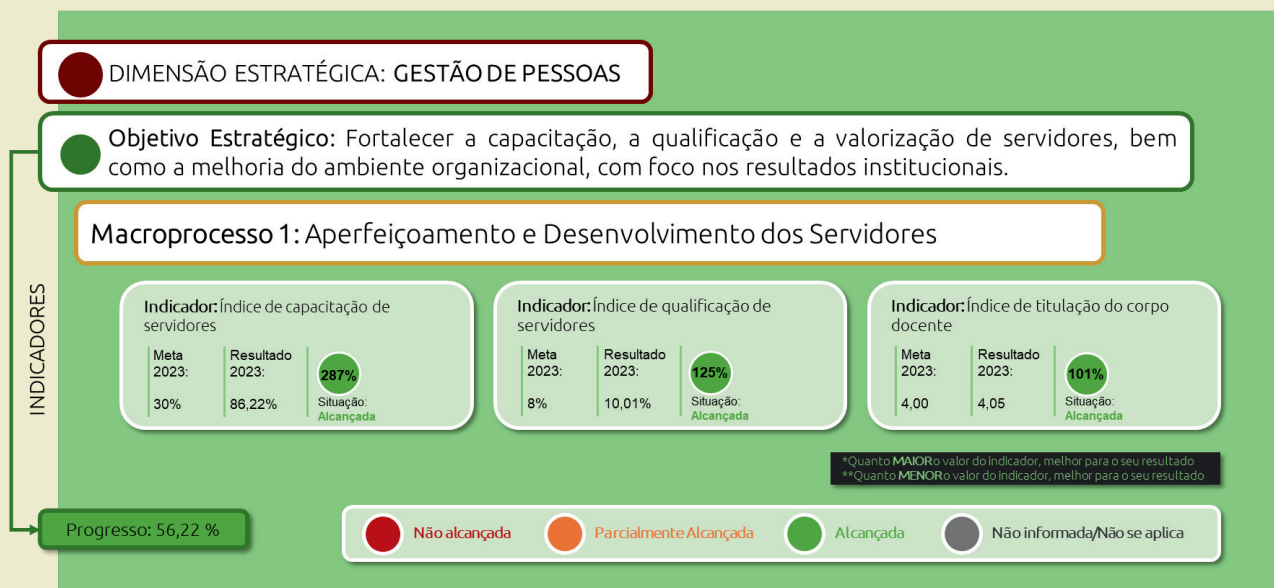 DIMENSÃO ESTRATÉGICA: GESTÃO DE PESSOAS
Objetivo Estratégico: Fortalecer a capacitação, a qualificação e a valorização de servidores, bem
como a melhoria do ambiente organizacional, com foco nos resultados institucionais.
Macroprocesso 1: Aperfeiçoamento e Desenvolvimento dos Servidores
INDICADORES
Indicador: Índice de capacitação de
servidores
Meta
2023:
30%
Resultado
2023:
86,22%
287%
Situação:
Alcançada
Indicador: Índice de qualificação de
servidores
Meta
2023:
8%
Resultado
2023:
10,01%
125%
Situação:
Alcançada
Indicador: Índice de titulação do corpo
docente
Meta
2023:
4,00
Resultado
2023:
4,05
101%
Situação:
Alcançada
*Quanto MAIOR o valor do indicador, melhor para o seu resultado
**Quanto MENOR o valor do indicador, melhor para o seu resultado
Progresso: 56,22 %
Não alcançada
Parcialmente Alcançada
Alcançada
Não informada/Não se aplica